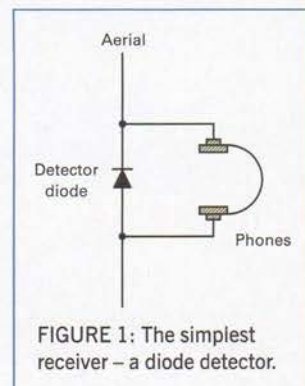 Aerial
Detector
diode
Phones
FIGURE 1: The simplest
receiver – a diode detector.